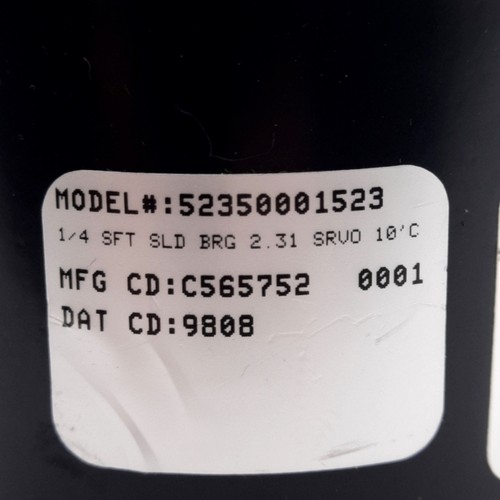 MODEL#:52350001523
1/4 SFT SLD BRG 2.31 SRVO 10'C
MFG CD:C565752 0001
DAT CD:9808